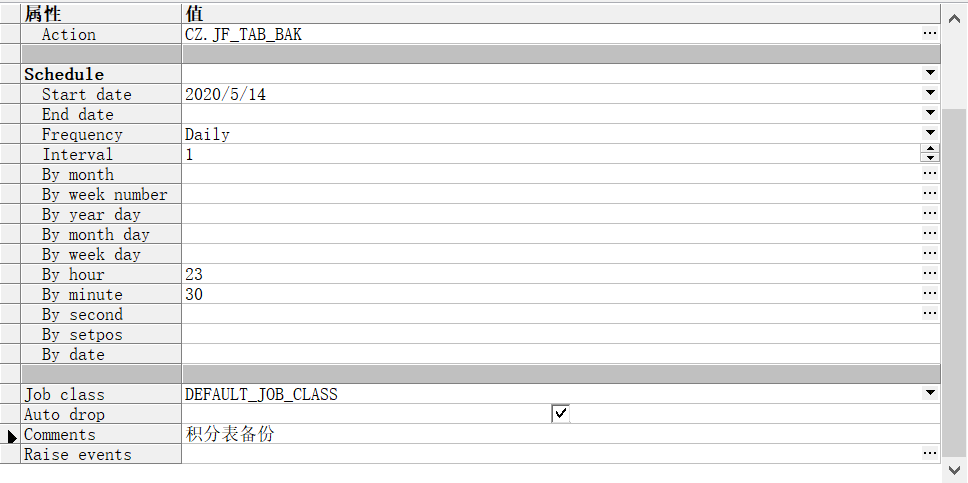 属性 值
Action CZ.JF_TAB_BAK ...
Schedule
Start date 2020/5/14
End date
Frequency Daily
Interval 1
By month ...
By week number ...
By year day ...
By month day ...
By week day ...
By hour 23 ...
By minute 30 ...
By second ...
By setpos
By date
Job class DEFAULT_JOB_CLASS
Auto drop
Comments 积分表备份
Raise events ...